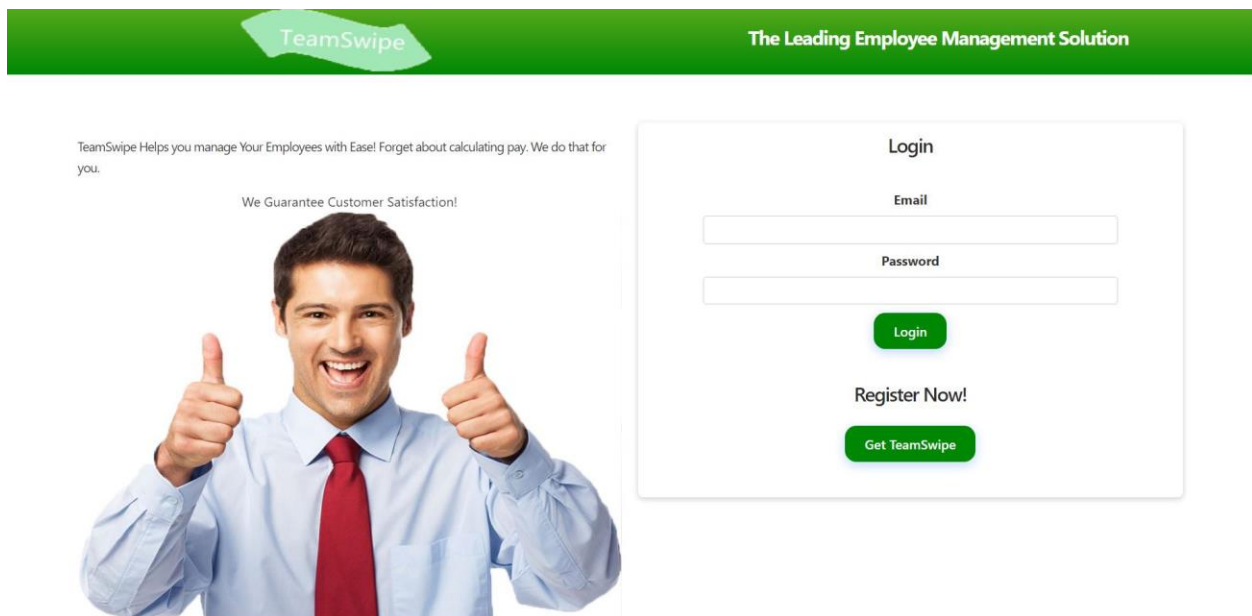 TeamSwipe
The Leading Employee Management Solution
TeamSwipe Helps you manage Your Employees with Ease! Forget about calculating pay. We do that for
you.
We Guarantee Customer Satisfaction!
Login
Email
Password
Login
Register Now!
Get TeamSwipe